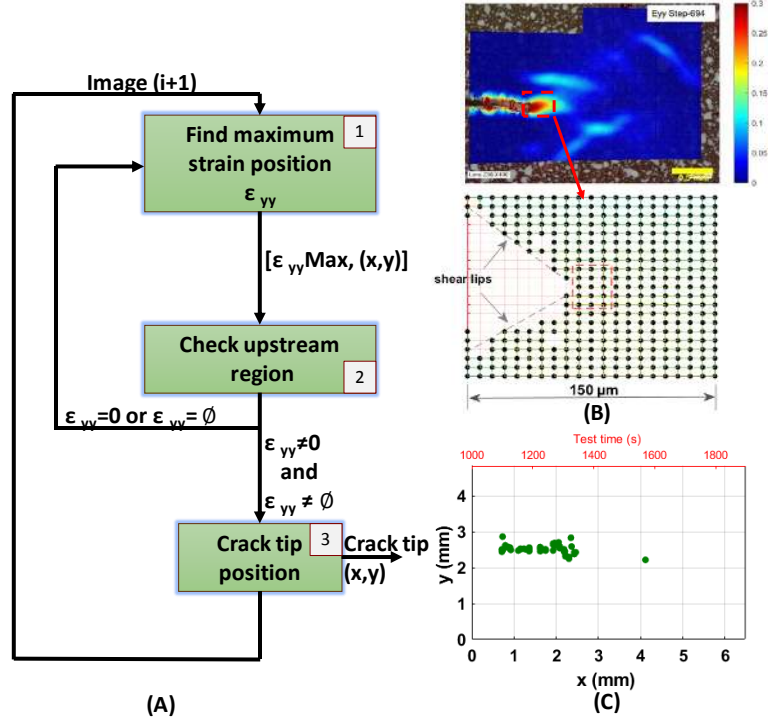 Image (i+1)
1
Find maximum
strain position
ε yy
[ε yy Max, (x,y)]
Check upstream
region
2
ε yy=0 or ε yy= ∅
ε yy≠0
and
ε yy ≠ ∅
3
Crack tip
position
Crack tip
(x,y)
(A)
Eyy Step-694
0.3
0.25
0.2
0.15
0.1
0.05
0
shear lips
150 µm
(B)
Test time (s)
1000 1200 1400 1600 1800
4
3
2
1
0
y (mm)
0 1 2 3 4 5 6
x (mm)
(C)